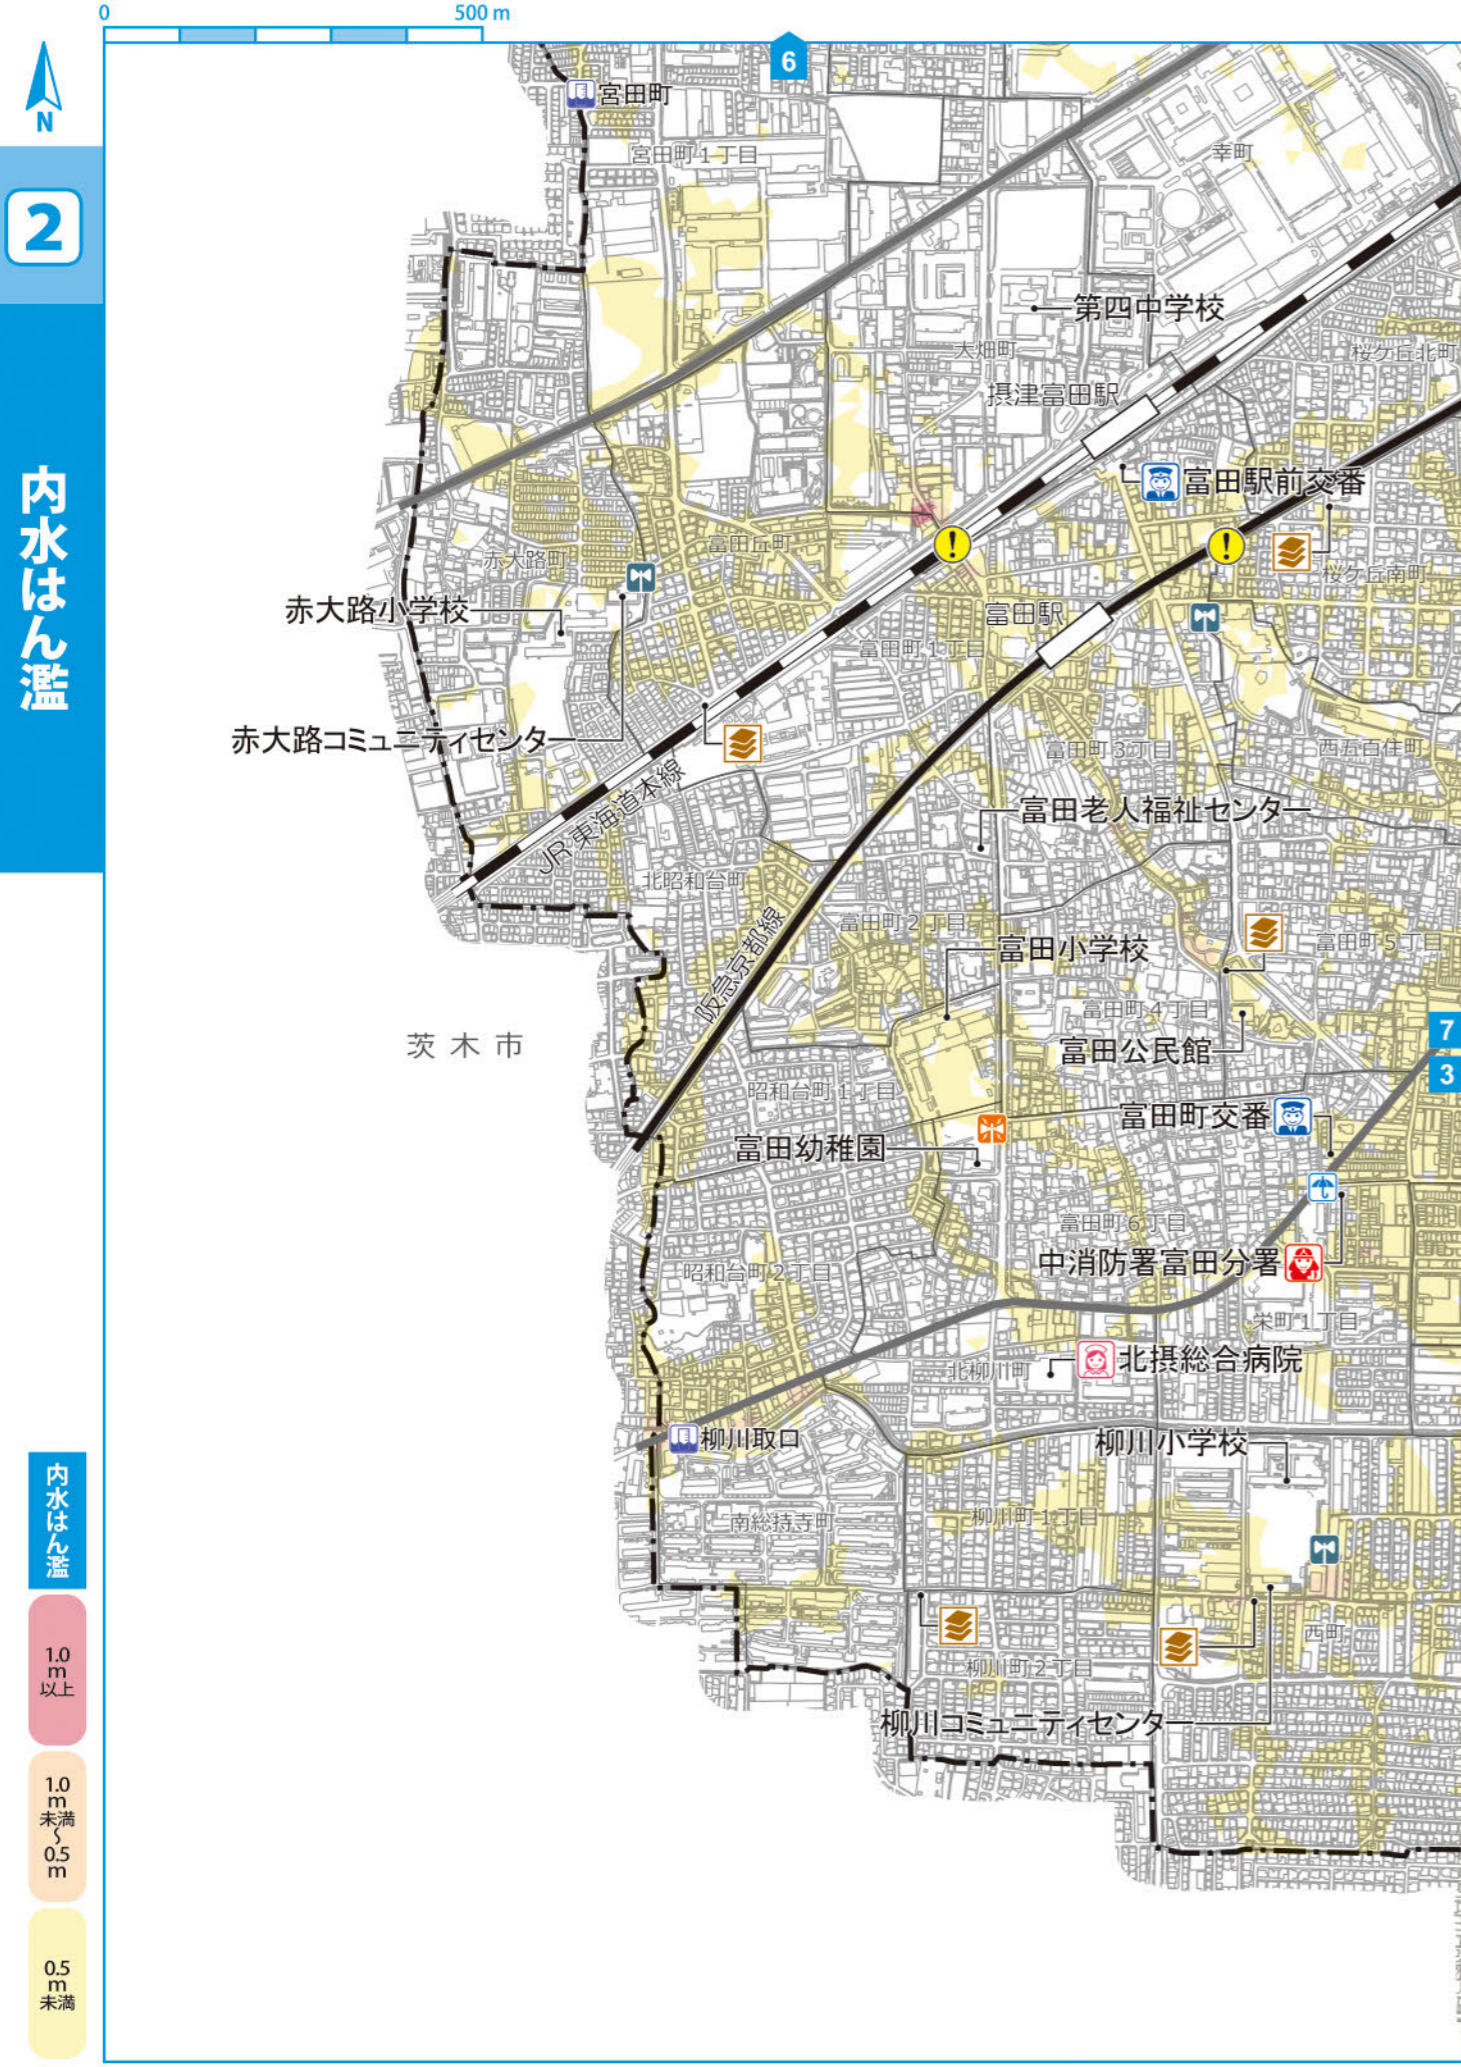 0
500 m
6
N
2
内水はん濫
宮田町
宮田町1丁目
幸町
第四中学校
大畑町
桜ケ丘北町
摂津富田駅
富田駅前交番
富田丘町
赤大路町
桜ケ丘南町
赤大路小学校
富田駅
富田町1丁目
赤大路コミュニティセンター
富田町3丁目
西五百住町
JR東海道本線
富田老人福祉センター
北昭和台町
阪急京都線
富田町2丁目
富田小学校
富田町5丁目
富田町4丁目
茨木市
富田公民館
7
3
昭和台町1丁目
富田町交番
富田幼稚園
富田町6丁目
中消防署富田分署
昭和台町2丁目
栄町1丁目
北柳川町
北摂総合病院
柳川取口
柳川小学校
南総持寺町
柳川町1丁目
西町
柳川町2丁目
柳川コミュニティセンター
内水はん濫
1.0m以上
1.0m未満～0.5m
0.5m未満